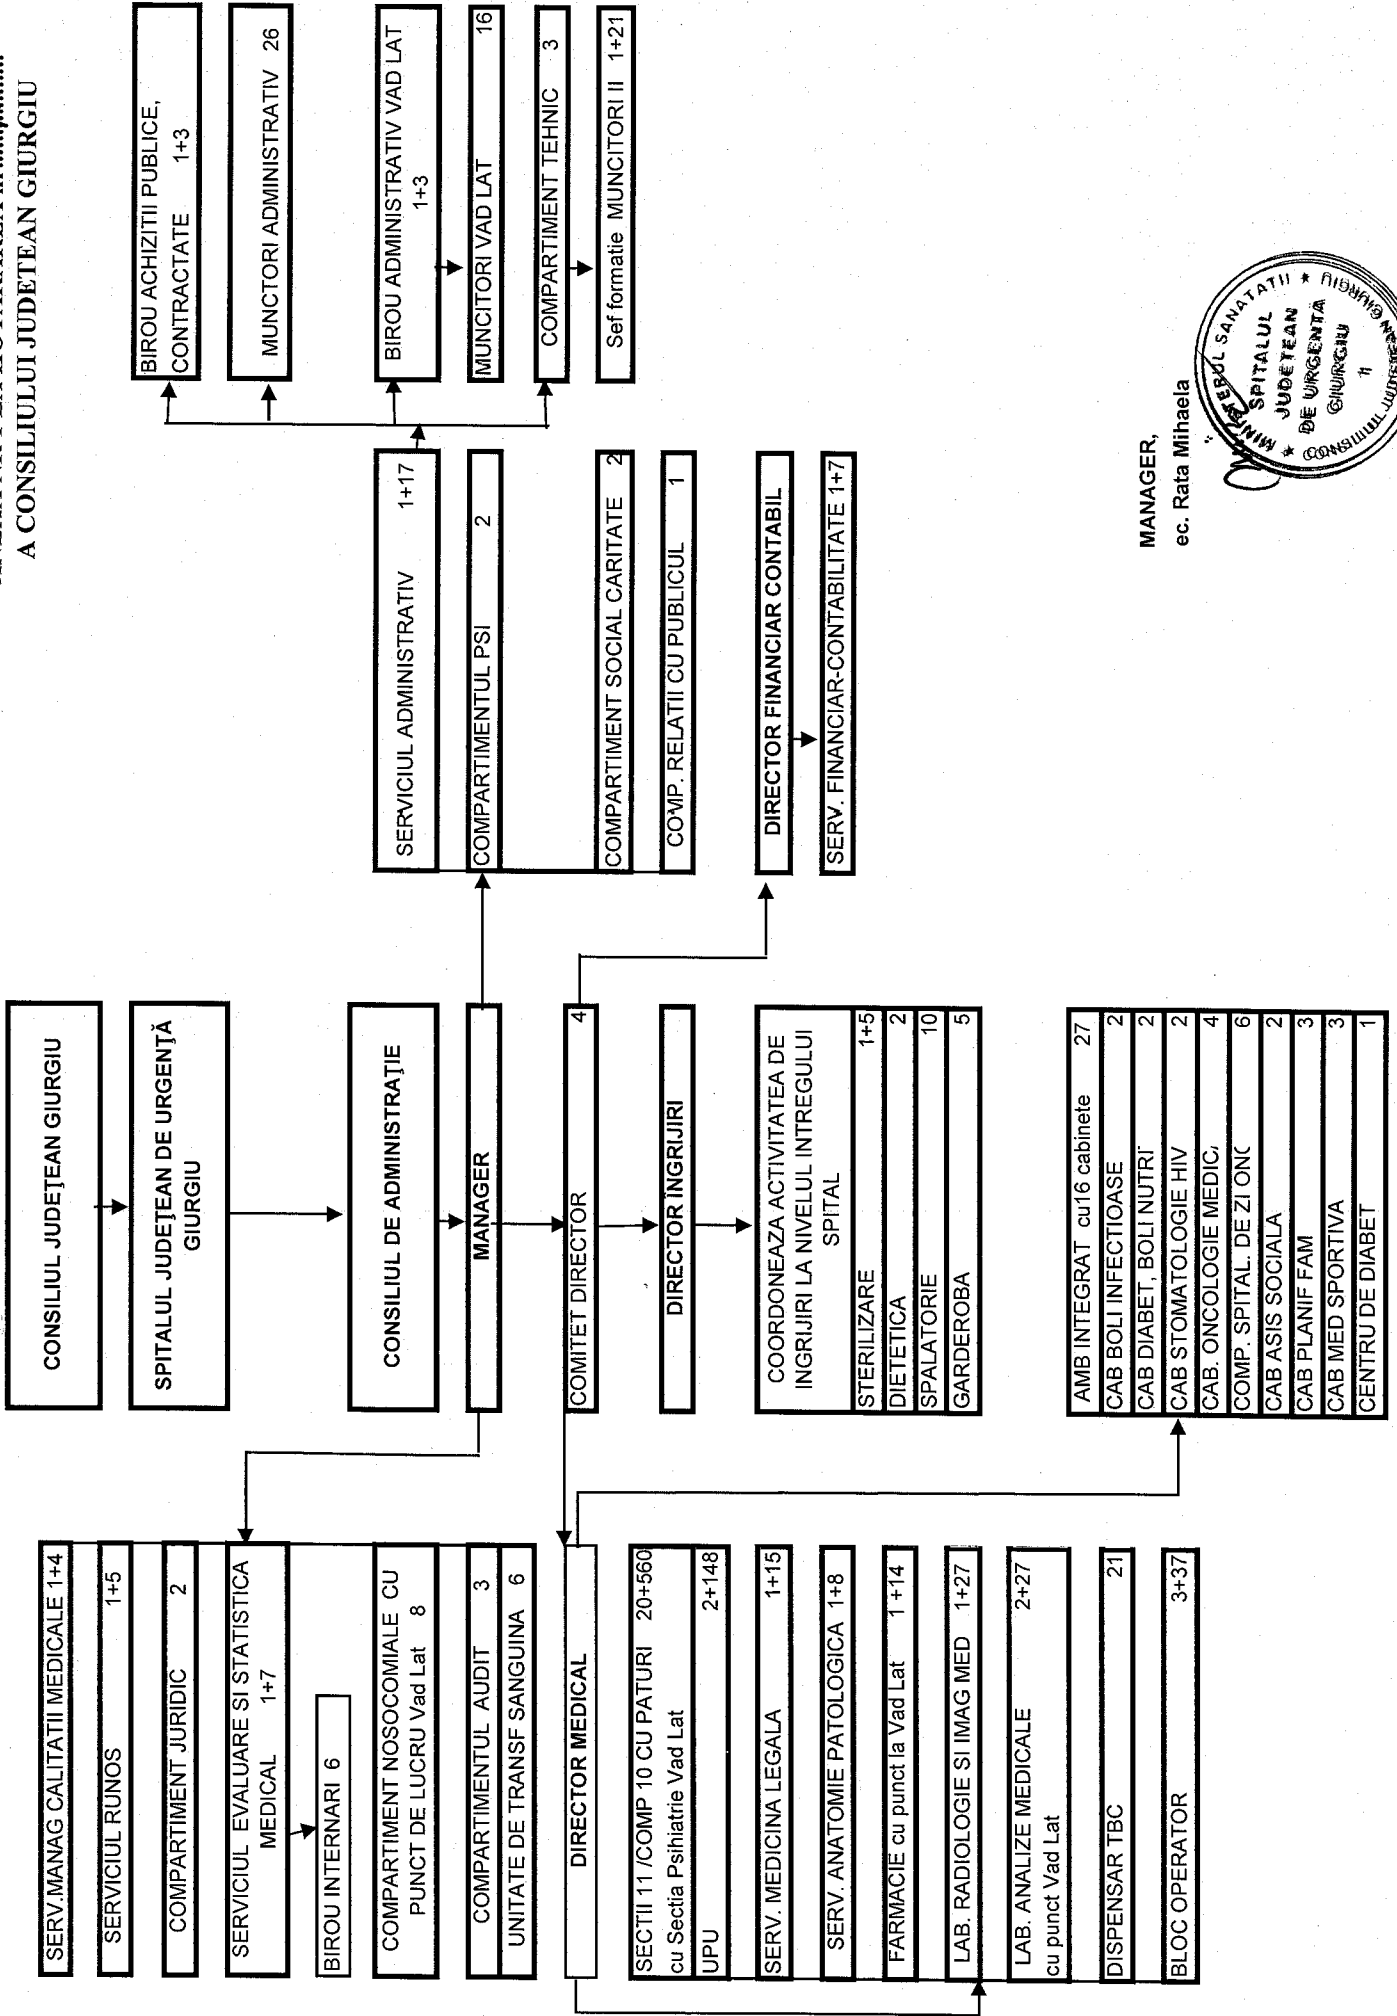 A CONSILIULUI JUDETEAN GIURGIU
CONSILIUL JUDEŢEAN GIURGIU
SPITALUL JUDEŢEAN DE URGENŢĂ
GIURGIU
CONSILIUL DE ADMINISTRAŢIE
MANAGER
COMITET DIRECTOR 4
DIRECTOR ÎNGRIJIRI
COORDONEAZA ACTIVITATEA DE
INGRIJIRI LA NIVELUL INTREGULUI
SPITAL
STERILIZARE 1+5
DIETETICA 2
SPALATORIE 10
GARDEROBA 5
AMB INTEGRAT cu16 cabinete 27
CAB BOLI INFECTIOASE 2
CAB DIABET, BOLI NUTRIT 2
CAB STOMATOLOGIE HIV 2
CAB. ONCOLOGIE MEDIC 4
COMP. SPITAL. DE ZI ONC 6
CAB ASIS SOCIALA 2
CAB PLANIF FAM 3
CAB MED SPORTIVA 3
CENTRU DE DIABET 1
SERV.MANAG CALITATII MEDICALE 1+4
SERVICIUL RUNOS 1+5
COMPARTIMENT JURIDIC 2
SERVICIUL EVALUARE SI STATISTICA
MEDICAL 1+7
BIROU INTERNARI 6
COMPARTIMENT NOSOCOMIALE CU
PUNCT DE LUCRU Vad Lat 8
COMPARTIMENTUL AUDIT 3
UNITATE DE TRANSF SANGUINA 6
DIRECTOR MEDICAL
SECTII 11 /COMP 10 CU PATURI 20+560
cu Sectia Psihiatrie Vad Lat
UPU 2+148
SERV. MEDICINA LEGALA 1+15
SERV. ANATOMIE PATOLOGICA 1+8
FARMACIE cu punct la Vad Lat 1 +14
LAB. RADIOLOGIE SI IMAG MED 1+27
LAB. ANALIZE MEDICALE 2+27
cu punct Vad Lat
DISPENSAR TBC 21
BLOC OPERATOR 3+37
SERVICIUL ADMINISTRATIV 1+17
COMPARTIMENTUL PSI 2
COMPARTIMENT SOCIAL CARITATE 2
COMP. RELATII CU PUBLICUL 1
DIRECTOR FINANCIAR CONTABIL
SERV. FINANCIAR-CONTABILITATE 1+7
BIROU ACHIZITII PUBLICE,
CONTRACTATE 1+3
MUNCTORI ADMINISTRATIV 26
BIROU ADMINISTRATIV VAD LAT
1+3
MUNCITORI VAD LAT 16
COMPARTIMENT TEHNIC 3
Sef formatie MUNCITORI II 1+21
MANAGER,
ec. Rata Mihaela
MINISTERUL SANATATII
SPITALUL
JUDETEAN
DE URGENTA
GIURGIU
11